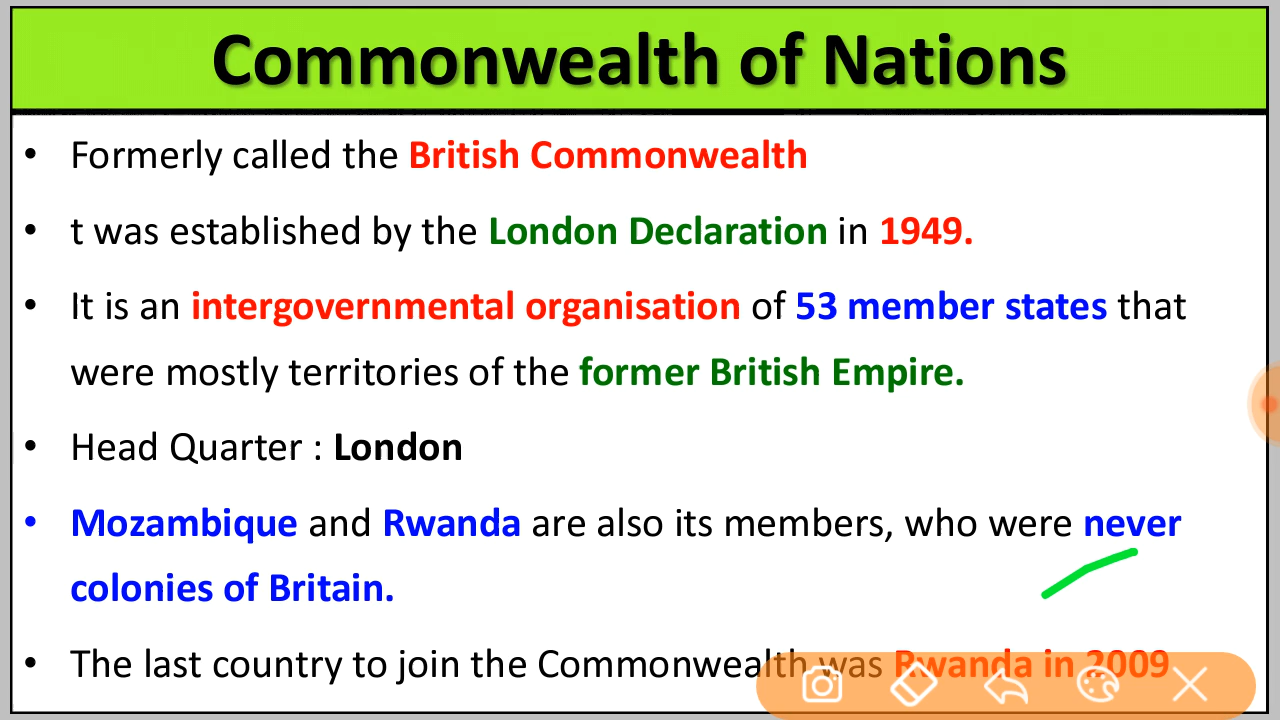 Commonwealth of Nations
• Formerly called the British Commonwealth
• t was established by the London Declaration in 1949.
• It is an intergovernmental organisation of 53 member states that
were mostly territories of the former British Empire.
• Head Quarter : London
• Mozambique and Rwanda are also its members, who were never
colonies of Britain.
• The last country to join the Commonwealth was Rwanda in 2009